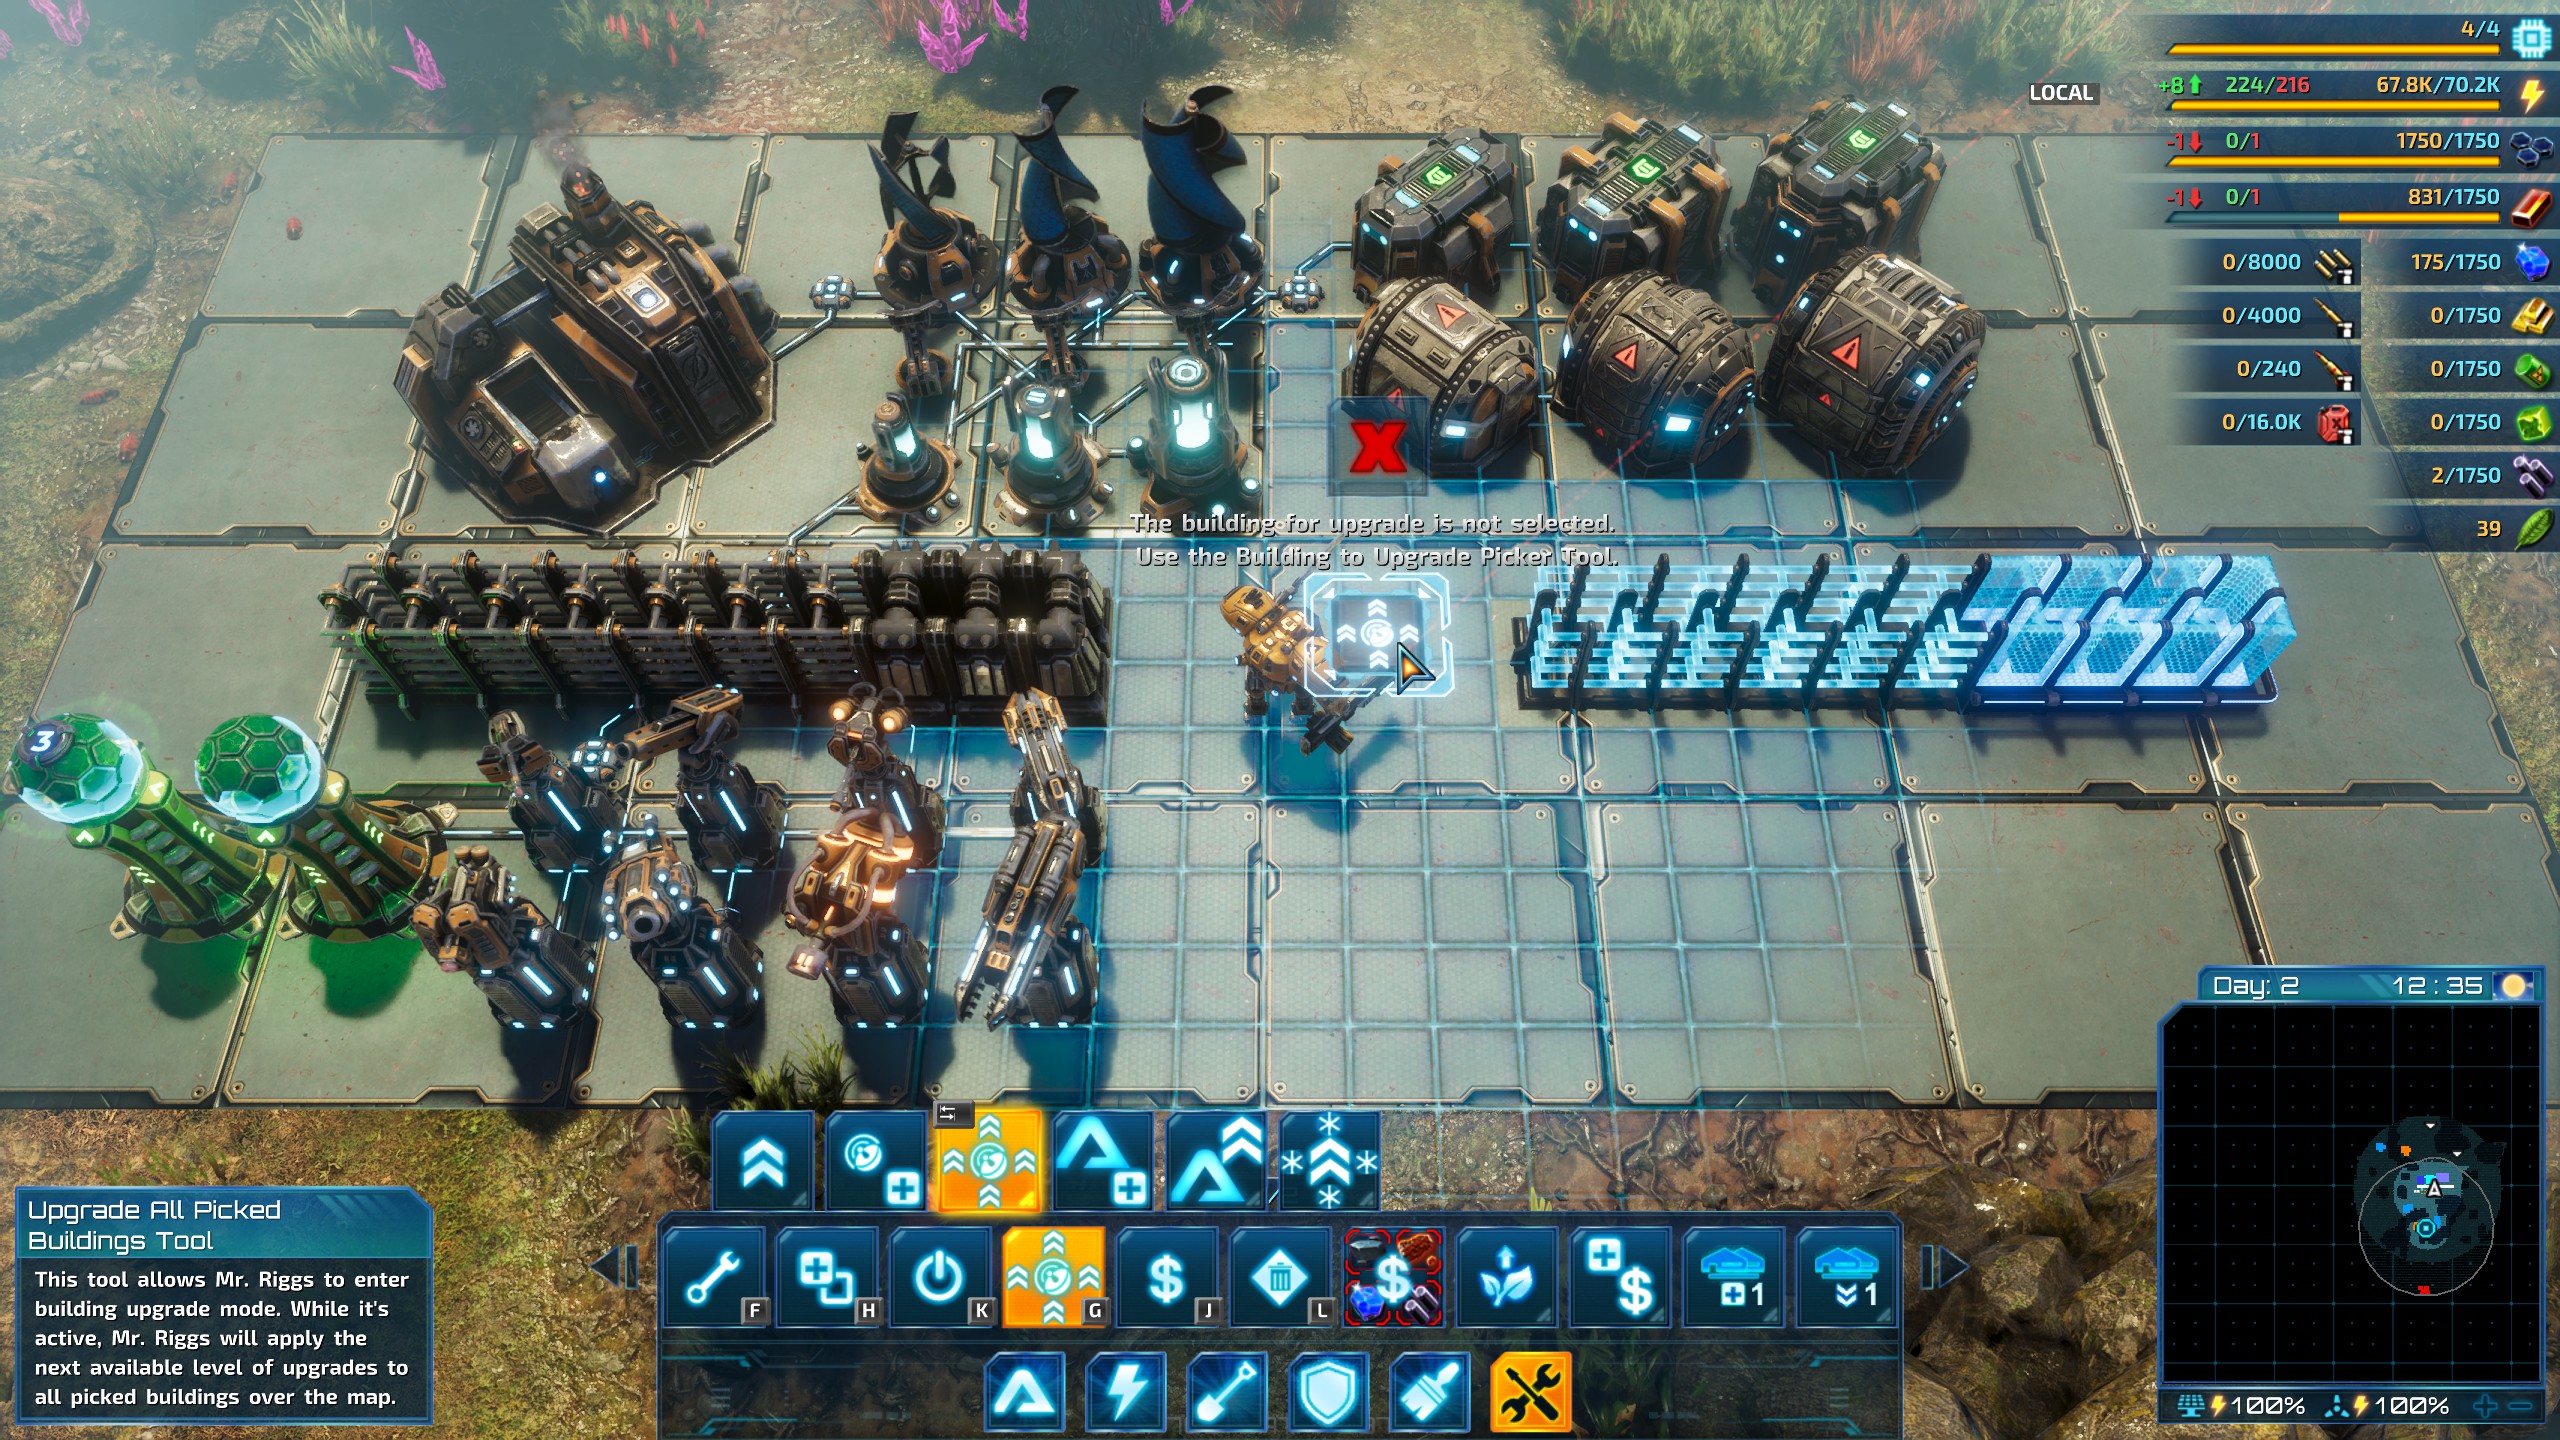 4/4
LOCAL
+8 224/216 67.8K/70.2K
-1 0/1 1750/1750
-1 0/1 831/1750
0/8000 175/1750
0/4000 0/1750
0/240 0/1750
0/16.0K 0/1750
2/1750
39
X
The building for upgrade is not selected.
Use the Building to Upgrade Picker Tool.
3
Day: 2 12:35
Upgrade All Picked
Buildings Tool
This tool allows Mr. Riggs to enter
building upgrade mode. While it's
active, Mr. Riggs will apply the
next available level of upgrades to
all picked buildings over the map.
F H K G $ J L $ $ 1 1
100% 100%